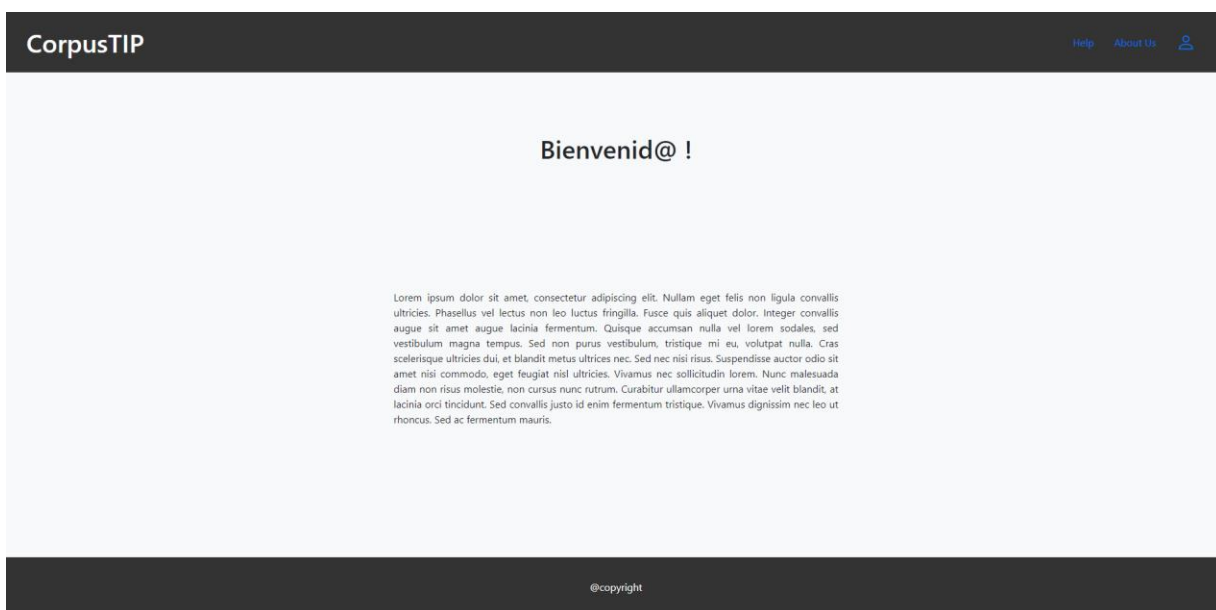 CorpusTIP
Help About Us
Bienvenid@ !
Lorem ipsum dolor sit amet, consectetur adipiscing elit. Nullam eget felis non ligula convallis
ultricies. Phasellus vel lectus non leo luctus fringilla. Fusce quis aliquet dolor. Integer convallis
augue sit amet augue lacinia fermentum. Quisque accumsan nulla vel lorem sodales, sed
vestibulum magna tempus. Sed non purus vestibulum, tristique mi eu, volutpat nulla. Cras
scelerisque ultricies dui, et blandit metus ultrices nec. Sed nec nisi risus. Suspendisse auctor odio sit
amet nisi commodo, eget feugiat nisl ultricies. Vivamus nec sollicitudin lorem. Nunc malesuada
diam non risus molestie, non cursus nunc rutrum. Curabitur ullamcorper urna vitae velit blandit, at
lacinia orci tincidunt. Sed convallis justo id enim fermentum tristique. Vivamus dignissim nec leo ut
rhoncus. Sed ac fermentum mauris.
@copyright